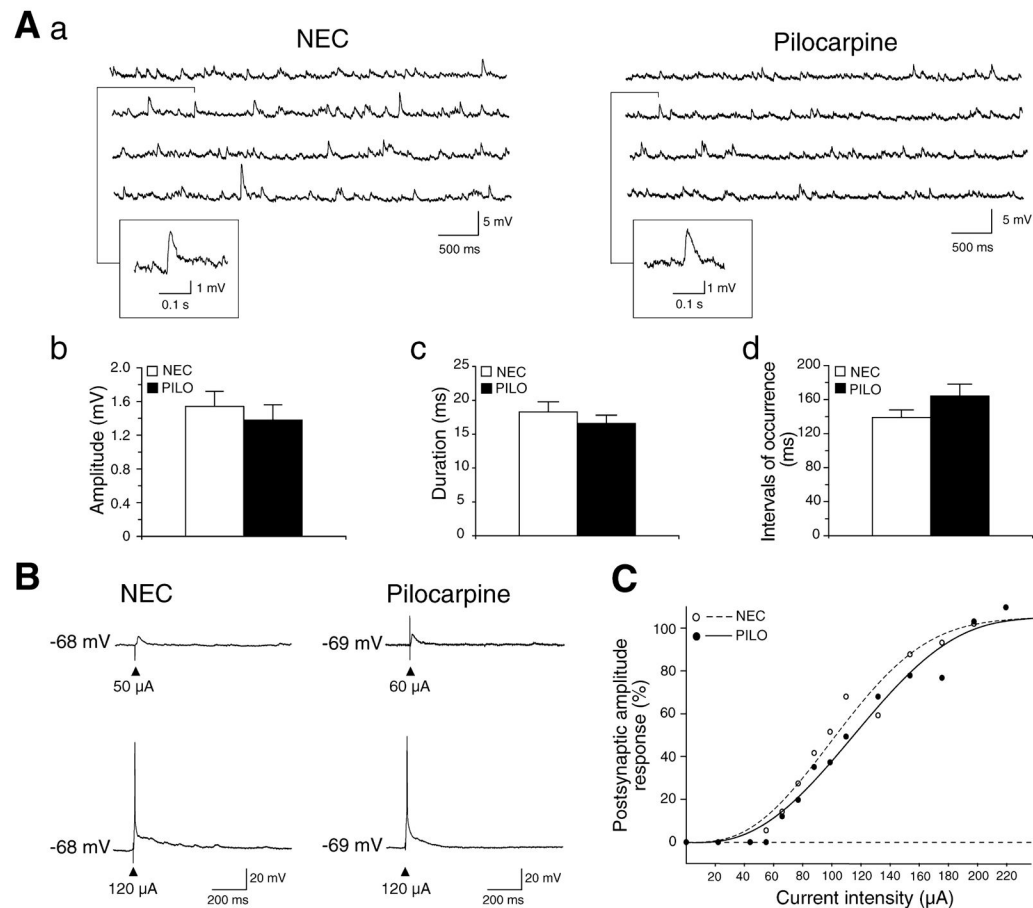 A a
NEC
Pilocarpine
5 mV
500 ms
5 mV
500 ms
1 mV
0.1 s
1 mV
0.1 s
b
NEC
PILO
Amplitude (mV)
2.0
1.6
1.2
0.8
0.4
0
c
NEC
PILO
Duration (ms)
25
20
15
10
5
0
d
NEC
PILO
Intervals of occurrence
(ms)
200
160
120
80
40
0
B
NEC
Pilocarpine
-68 mV
50 µA
-69 mV
60 µA
-68 mV
120 µA
20 mV
200 ms
-69 mV
120 µA
20 mV
200 ms
C
NEC
PILO
Postsynaptic amplitude
response (%)
100
80
60
40
20
0
20 40 60 80 100 120 140 160 180 200 220
Current intensity (µA)